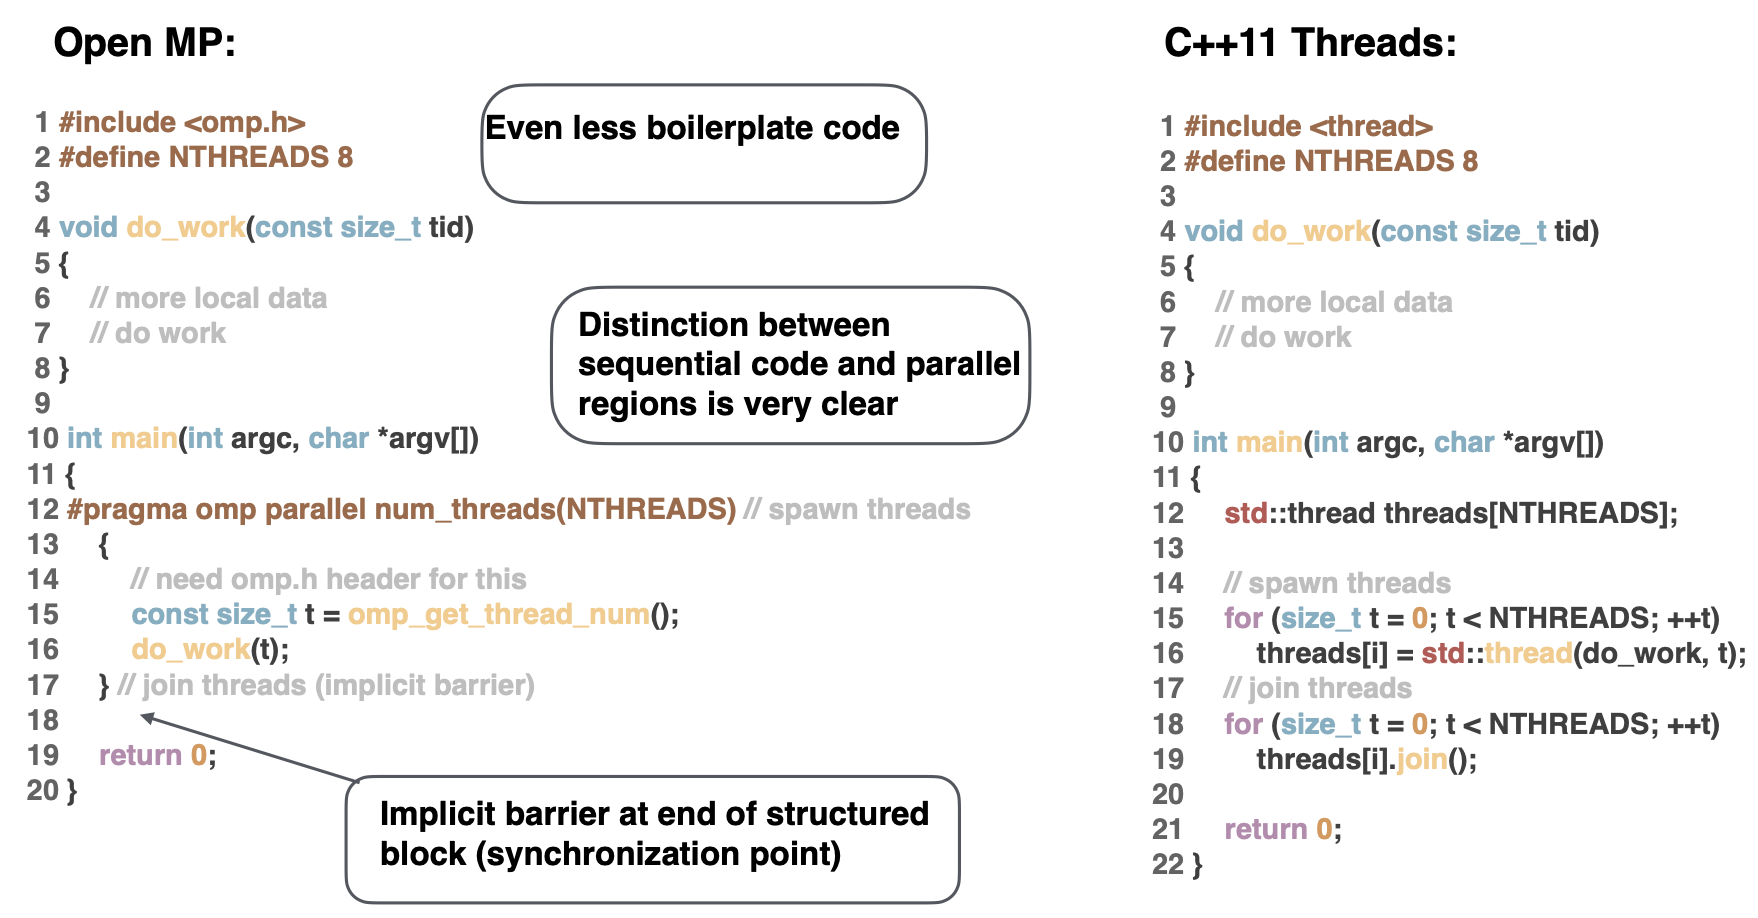 Open MP:
1 #include <omp.h>
2 #define NTHREADS 8
3
4 void do_work(const size_t tid)
5 {
6 // more local data
7 // do work
8 }
9
10 int main(int argc, char *argv[])
11 {
12 #pragma omp parallel num_threads(NTHREADS) // spawn threads
13 {
14 // need omp.h header for this
15 const size_t t = omp_get_thread_num();
16 do_work(t);
17 } // join threads (implicit barrier)
18
19 return 0;
20 }
Even less boilerplate code
Distinction between
sequential code and parallel
regions is very clear
Implicit barrier at end of structured
block (synchronization point)
C++11 Threads:
1 #include <thread>
2 #define NTHREADS 8
3
4 void do_work(const size_t tid)
5 {
6 // more local data
7 // do work
8 }
9
10 int main(int argc, char *argv[])
11 {
12 std::thread threads[NTHREADS];
13
14 // spawn threads
15 for (size_t t = 0; t < NTHREADS; ++t)
16 threads[i] = std::thread(do_work, t);
17 // join threads
18 for (size_t t = 0; t < NTHREADS; ++t)
19 threads[i].join();
20
21 return 0;
22 }